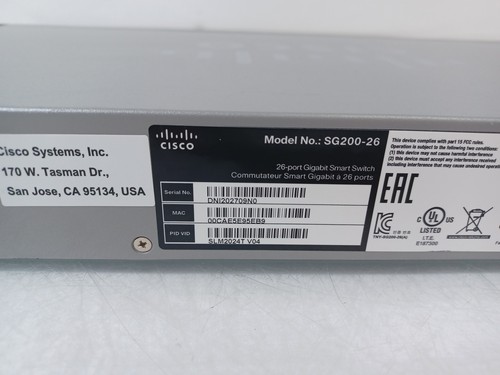 Cisco Systems, Inc.
170 W. Tasman Dr.,
San Jose, CA 95134, USA
CISCO
Model No.: SG200-26
26-port Gigabit Smart Switch
Commutateur Smart Gigabit à 26 ports
Serial No.
DNI202709N0
MAC
00CAE5E95EB9
PID VID
SLM2024T V04
This device complies with part 15 FCC rules.
Operation is subject to the following two conditions:
(1) this device may not cause harmful interference
(2) this device must accept any interference received
including interference that may cause undesired
EAC
C UL US
LISTED
I.T.E.